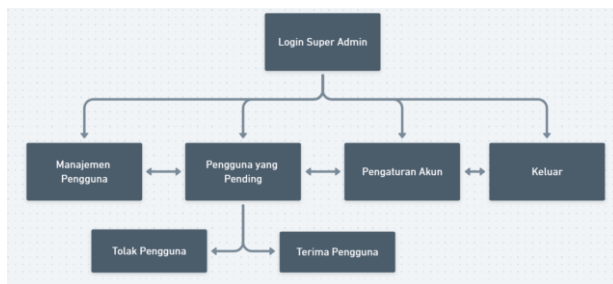 Login Super Admin
Manajemen
Pengguna
Pengguna yang
Pending
Pengaturan Akun
Keluar
Tolak Pengguna
Terima Pengguna